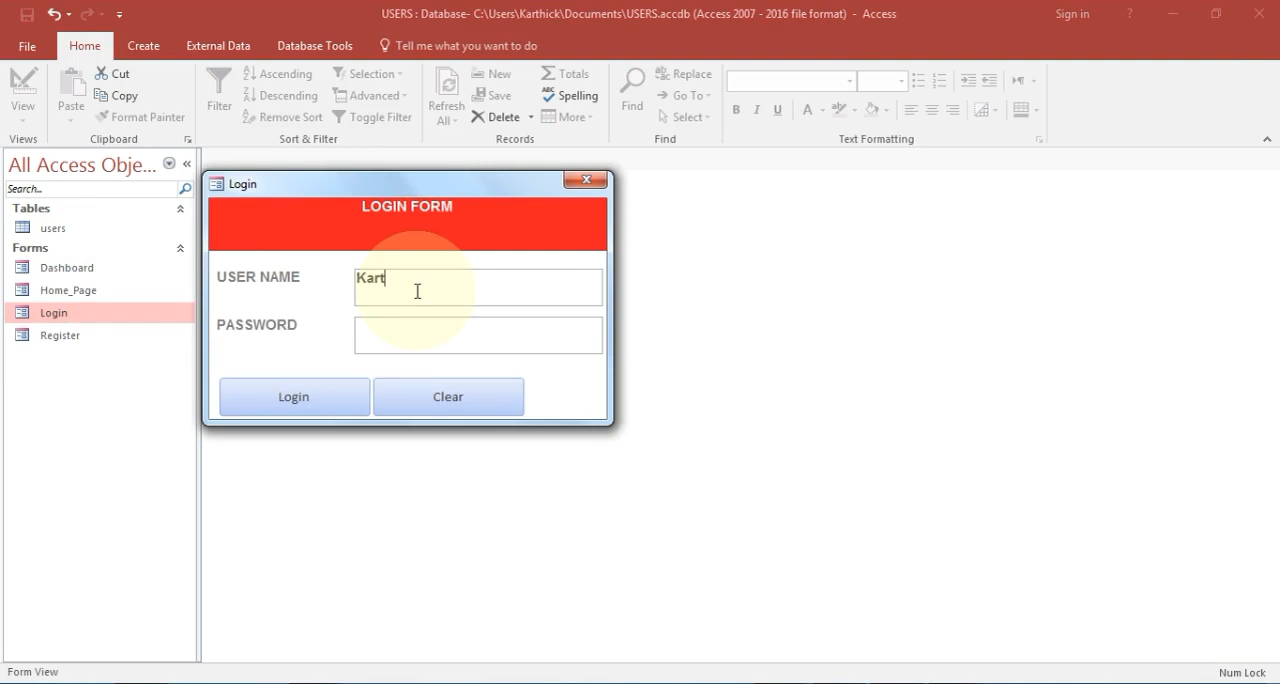 USERS : Database- C:\Users\Karthick\Documents\USERS.accdb (Access 2007 - 2016 file format) - Access
Sign in ?
File Home Create External Data Database Tools Tell me what you want to do
View
Views
Paste
Cut
Copy
Format Painter
Clipboard
Filter
Ascending
Descending
Remove Sort
Selection
Advanced
Toggle Filter
Sort & Filter
Refresh
All
New
Save
Delete
Totals
Spelling
More
Records
Find
Replace
Go To
Select
Find
B I U A
Text Formatting
All Access Obje...
Search...
Tables
users
Forms
Dashboard
Home_Page
Login
Register
Login
LOGIN FORM
USER NAME Kart
PASSWORD
Login Clear
Form View Num Lock